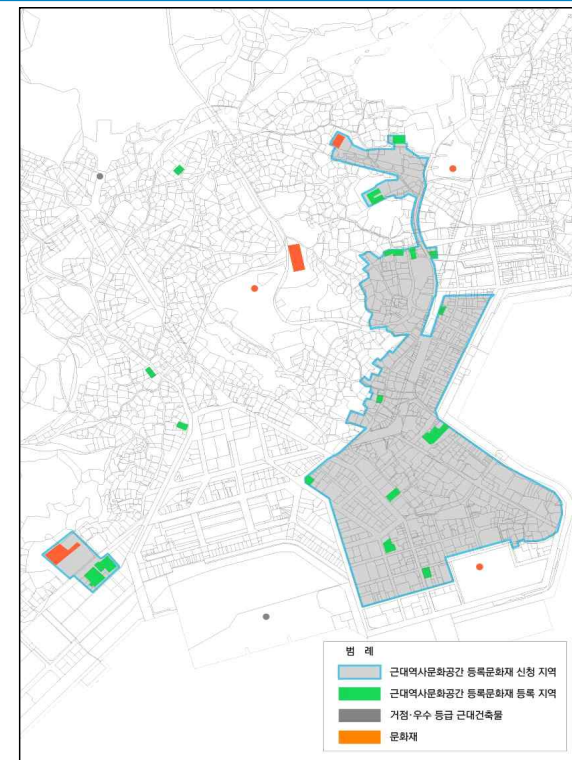 범 례
근대역사문화공간 등록문화재 신청 지역
근대역사문화공간 등록문화재 등록 지역
거점·우수 등급 근대건축물
문화재